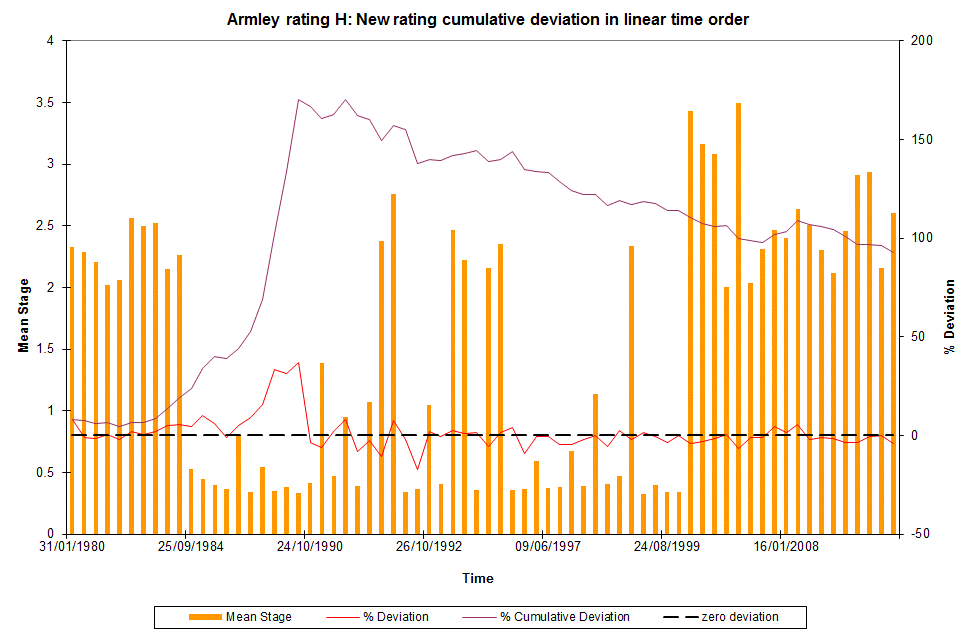 Armley rating H: New rating cumulative deviation in linear time order
4
3.5
3
2.5
2
1.5
1
0.5
0
Mean Stage
200
150
100
50
0
-50
% Deviation
31/01/1980 25/09/1984 24/10/1990 26/10/1992 09/06/1997 24/08/1999 16/01/2008
Time
Mean Stage % Deviation % Cumulative Deviation zero deviation